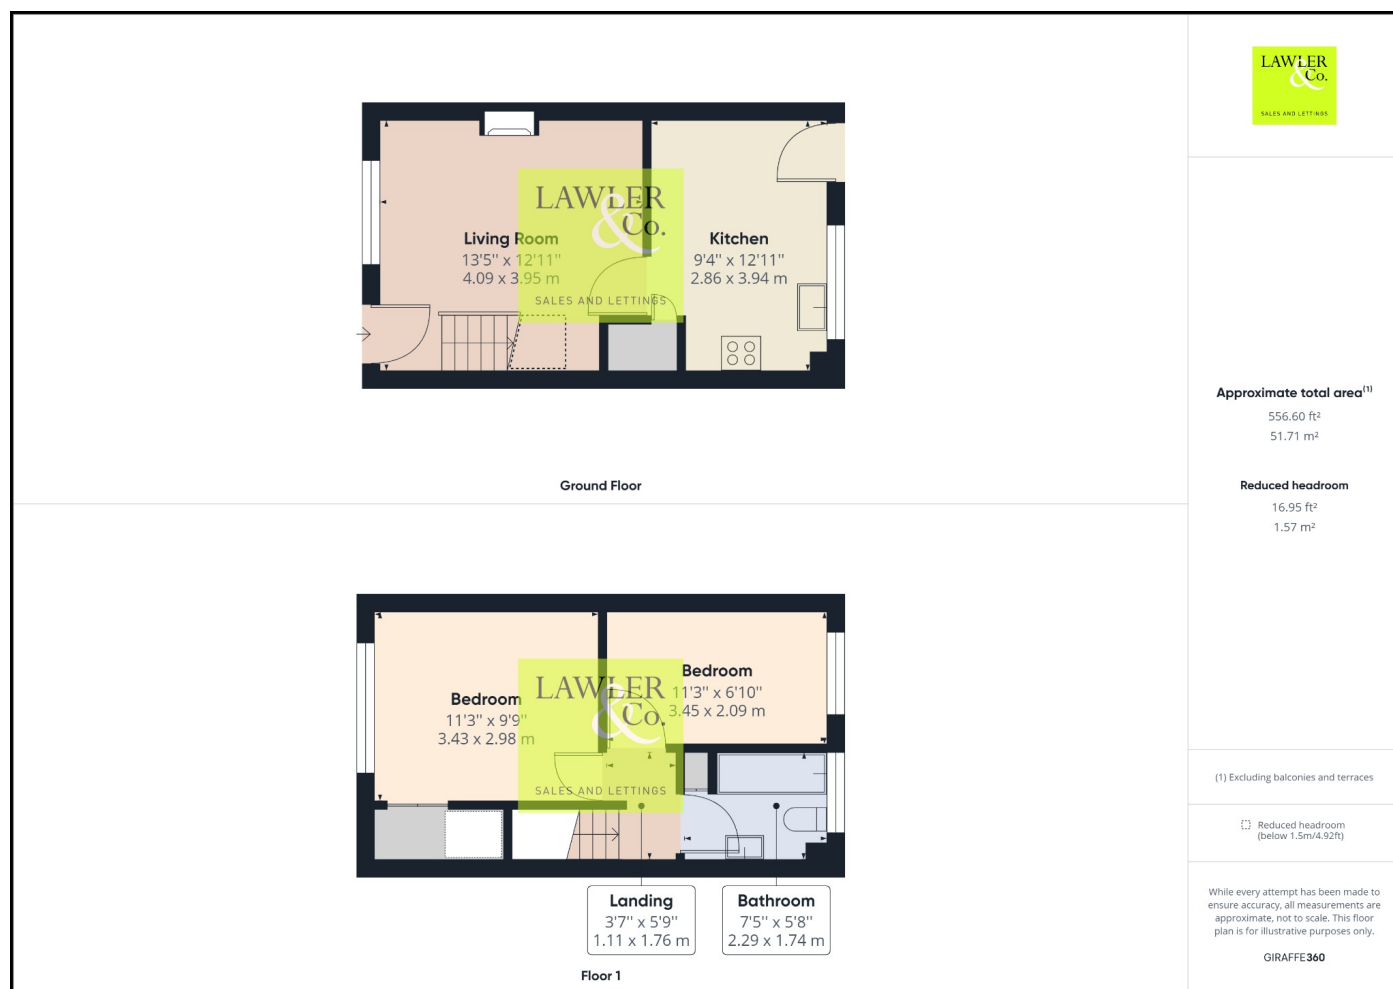 LAWLER
& Co.
SALES AND LETTINGS
Living Room
13'5" x 12'11"
4.09 x 3.95 m
Kitchen
9'4" x 12'11"
2.86 x 3.94 m
LAWLER
& Co.
SALES AND LETTINGS
Ground Floor
Approximate total area(1)
556.60 ft²
51.71 m²
Reduced headroom
16.95 ft²
1.57 m²
Bedroom
11'3" x 9'9"
3.43 x 2.98 m
Bedroom
11'3" x 6'10"
3.45 x 2.09 m
LAWLER
& Co.
SALES AND LETTINGS
Landing
3'7" x 5'9"
1.11 x 1.76 m
Bathroom
7'5" x 5'8"
2.29 x 1.74 m
Floor 1
(1) Excluding balconies and terraces
Reduced headroom
(below 1.5m/4.92ft)
While every attempt has been made to
ensure accuracy, all measurements are
approximate, not to scale. This floor
plan is for illustrative purposes only.
GIRAFFE360